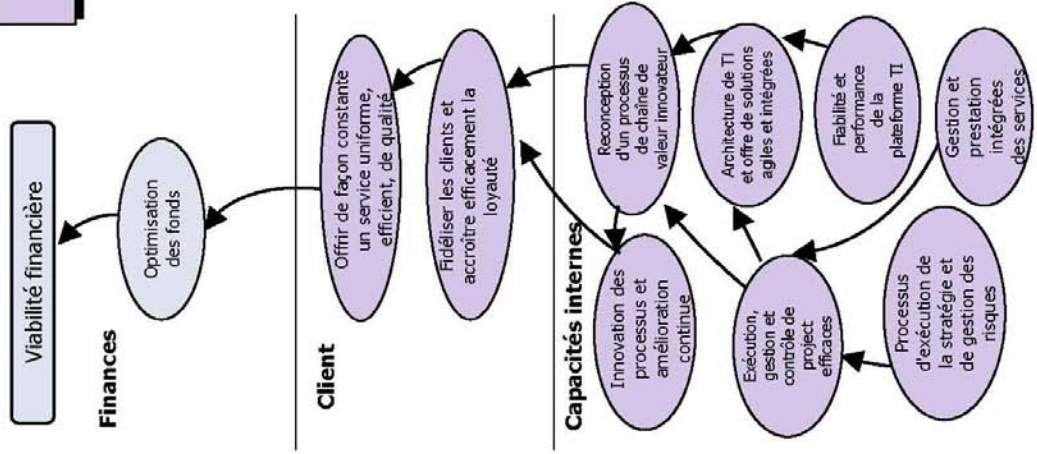 Viabilité financière
Finances
Optimisation
des fonds
Client
Offrir de façon constante
un service uniforme,
efficient, de qualité
Fidéliser les clients et
accroître efficacement la
loyauté
Capacités internes
Innovation des
processus et
amélioration
continue
Reconception
d'un processus
de chaîne de
valeur innovateur
Exécution,
gestion et
contrôle de
project
efficaces
Architecture de TI
et offre de solutions
agiles et intégrées
Fiabilité et
performance
de la
plateforme TI
Processus
d'exécution de
la stratégie et
de gestion des
risques
Gestion et
prestation
intégrées
des services